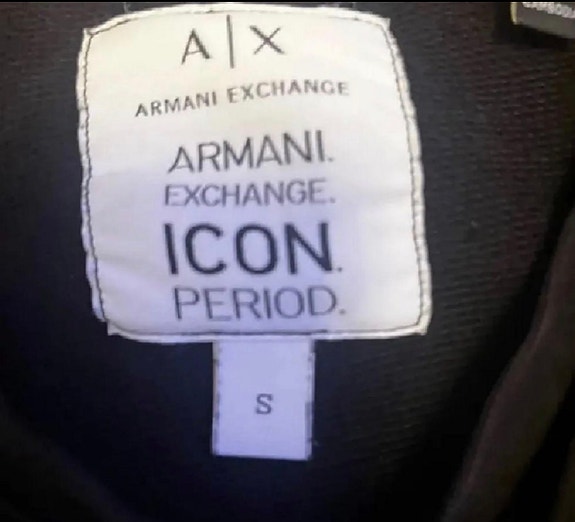 A|X
ARMANI EXCHANGE
ARMANI.
EXCHANGE.
ICON.
PERIOD.
S